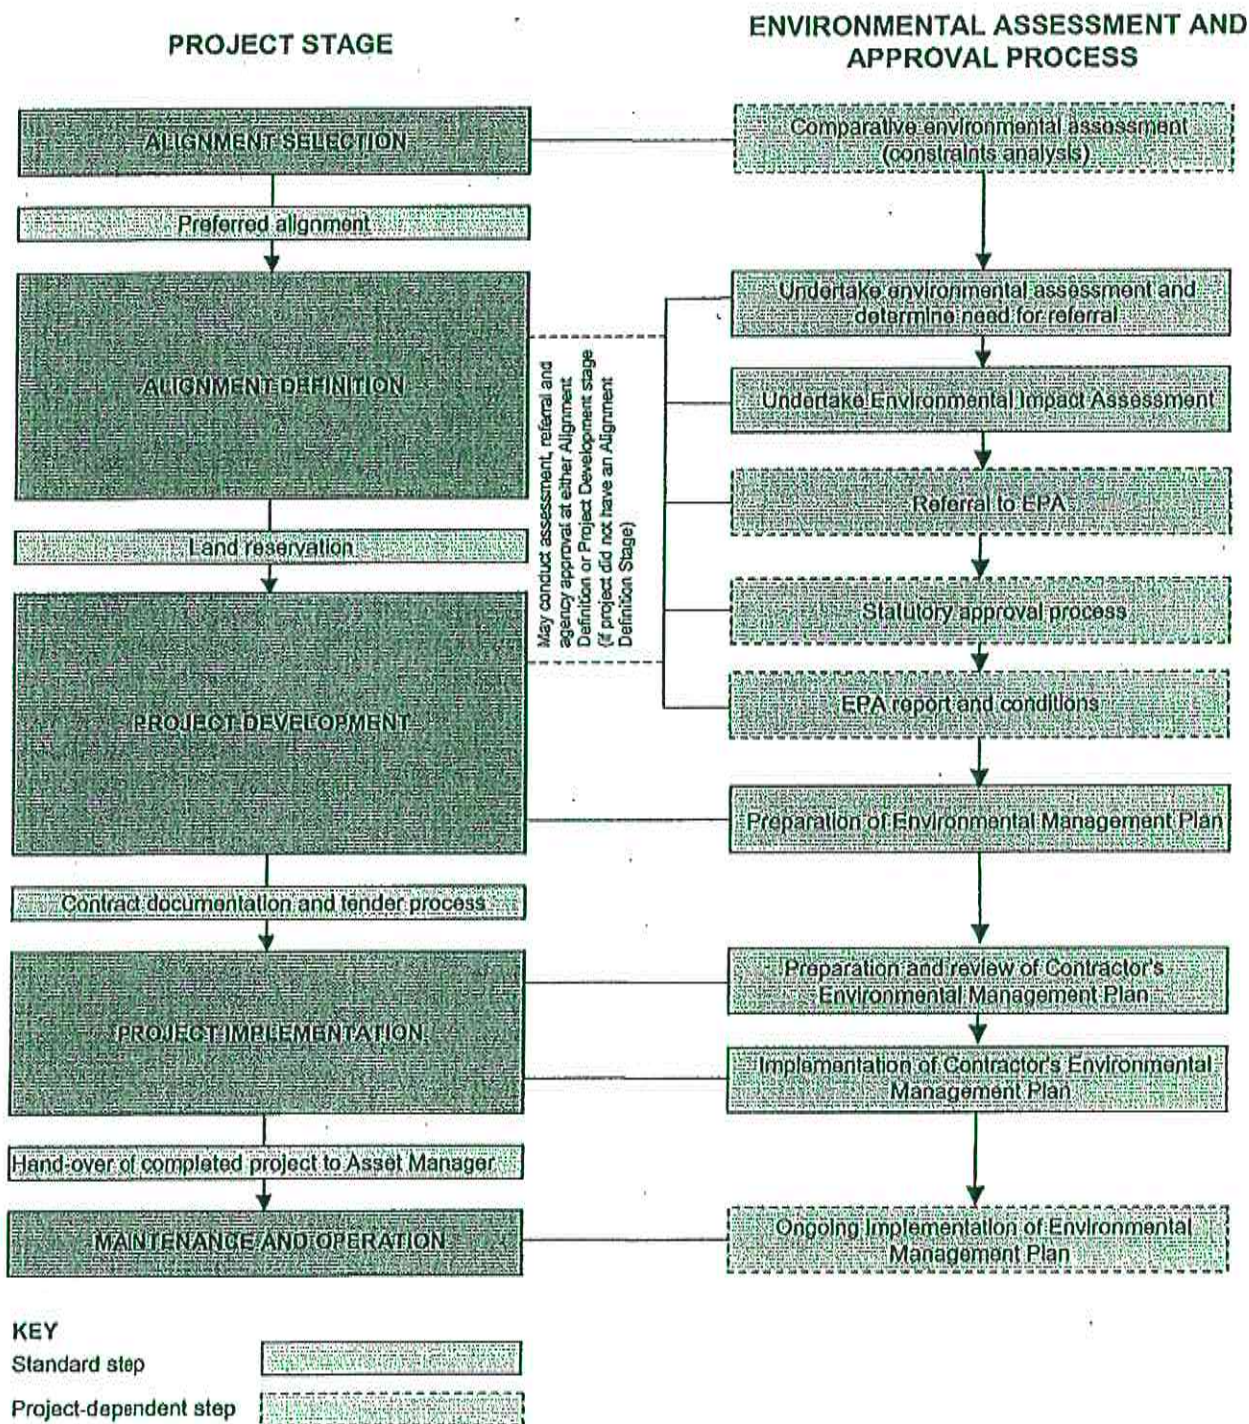 PROJECT STAGE
ENVIRONMENTAL ASSESSMENT AND
APPROVAL PROCESS
ALIGNMENT SELECTION
Comparative environmental assessment
(constraints analysis)
Preferred alignment
ALIGNMENT DEFINITION
Undertake environmental assessment and
determine need for referral
Undertake Environmental Impact Assessment
Referral to EPA
May conduct assessment, referral and
agency approval at either Alignment
Definition or Project Development stage
(if project did not have an Alignment
Definition Stage)
Land reservation
Statutory approval process
PROJECT DEVELOPMENT
EPA report and conditions
Preparation of Environmental Management Plan
Contract documentation and tender process
PROJECT IMPLEMENTATION
Preparation and review of Contractor's
Environmental Management Plan
Implementation of Contractor's Environmental
Management Plan
Hand-over of completed project to Asset Manager
MAINTENANCE AND OPERATION
Ongoing Implementation of Environmental
Management Plan
KEY
Standard step
Project-dependent step